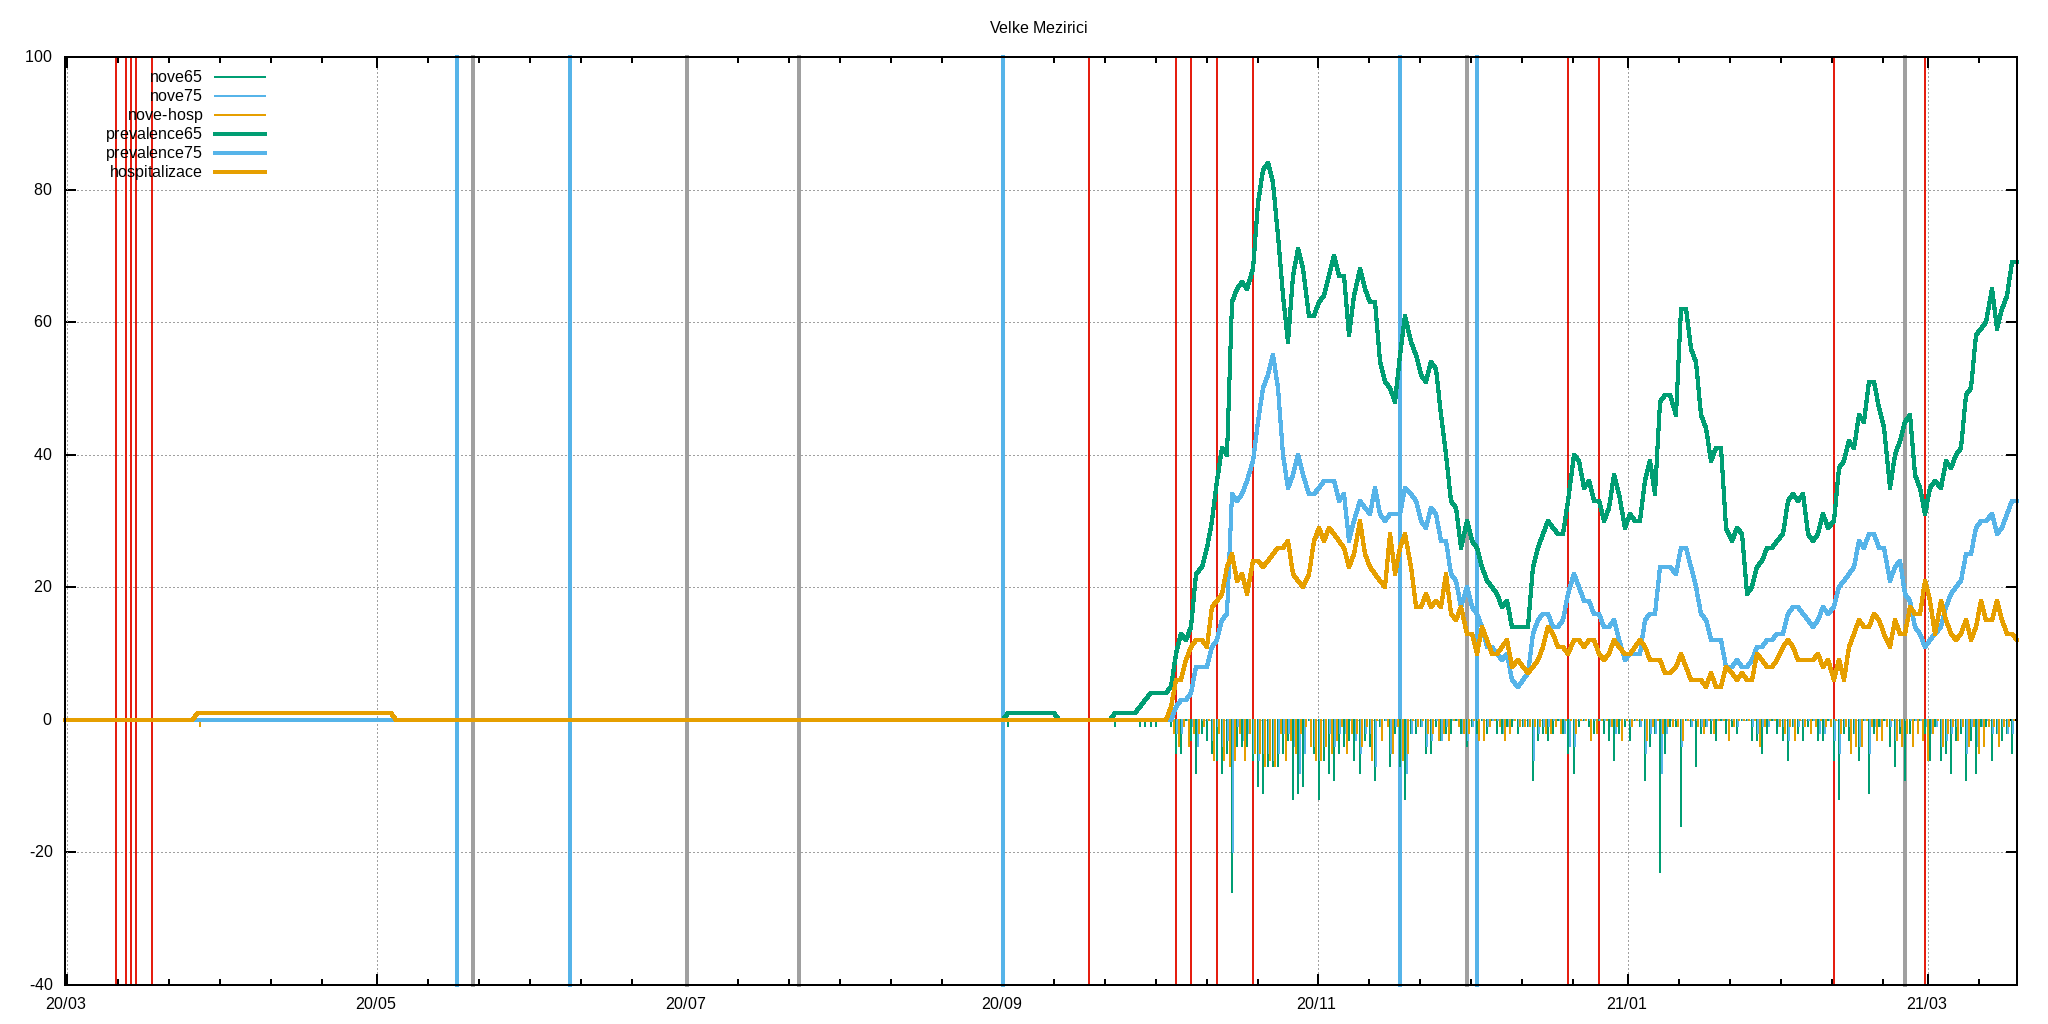 Velke Mezirici
100
80
60
40
20
0
-20
-40
nove65
nove75
nove-hosp
prevalence65
prevalence75
hospitalizace
20/03 20/05 20/07 20/09 20/11 21/01 21/03